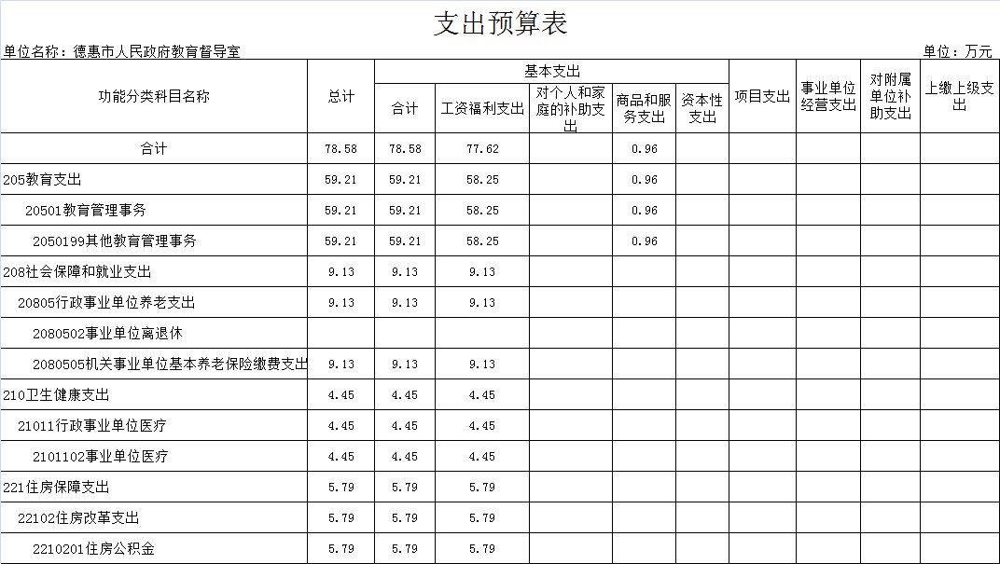 支出预算表
单位名称：德惠市人民政府教育督导室 单位：万元
功能分类科目名称 总计 基本支出 项目支出 事业单位经营支出 对附属单位补助支出 上缴上级支出
合计 工资福利支出 对个人和家庭的补助支出 商品和服务支出 资本性支出
合计 78.58 78.58 77.62 0.96
205教育支出 59.21 59.21 58.25 0.96
20501教育管理事务 59.21 59.21 58.25 0.96
2050199其他教育管理事务 59.21 59.21 58.25 0.96
208社会保障和就业支出 9.13 9.13 9.13
20805行政事业单位养老支出 9.13 9.13 9.13
2080502事业单位离退休
2080505机关事业单位基本养老保险缴费支出 9.13 9.13 9.13
210卫生健康支出 4.45 4.45 4.45
21011行政事业单位医疗 4.45 4.45 4.45
2101102事业单位医疗 4.45 4.45 4.45
221住房保障支出 5.79 5.79 5.79
22102住房改革支出 5.79 5.79 5.79
2210201住房公积金 5.79 5.79 5.79